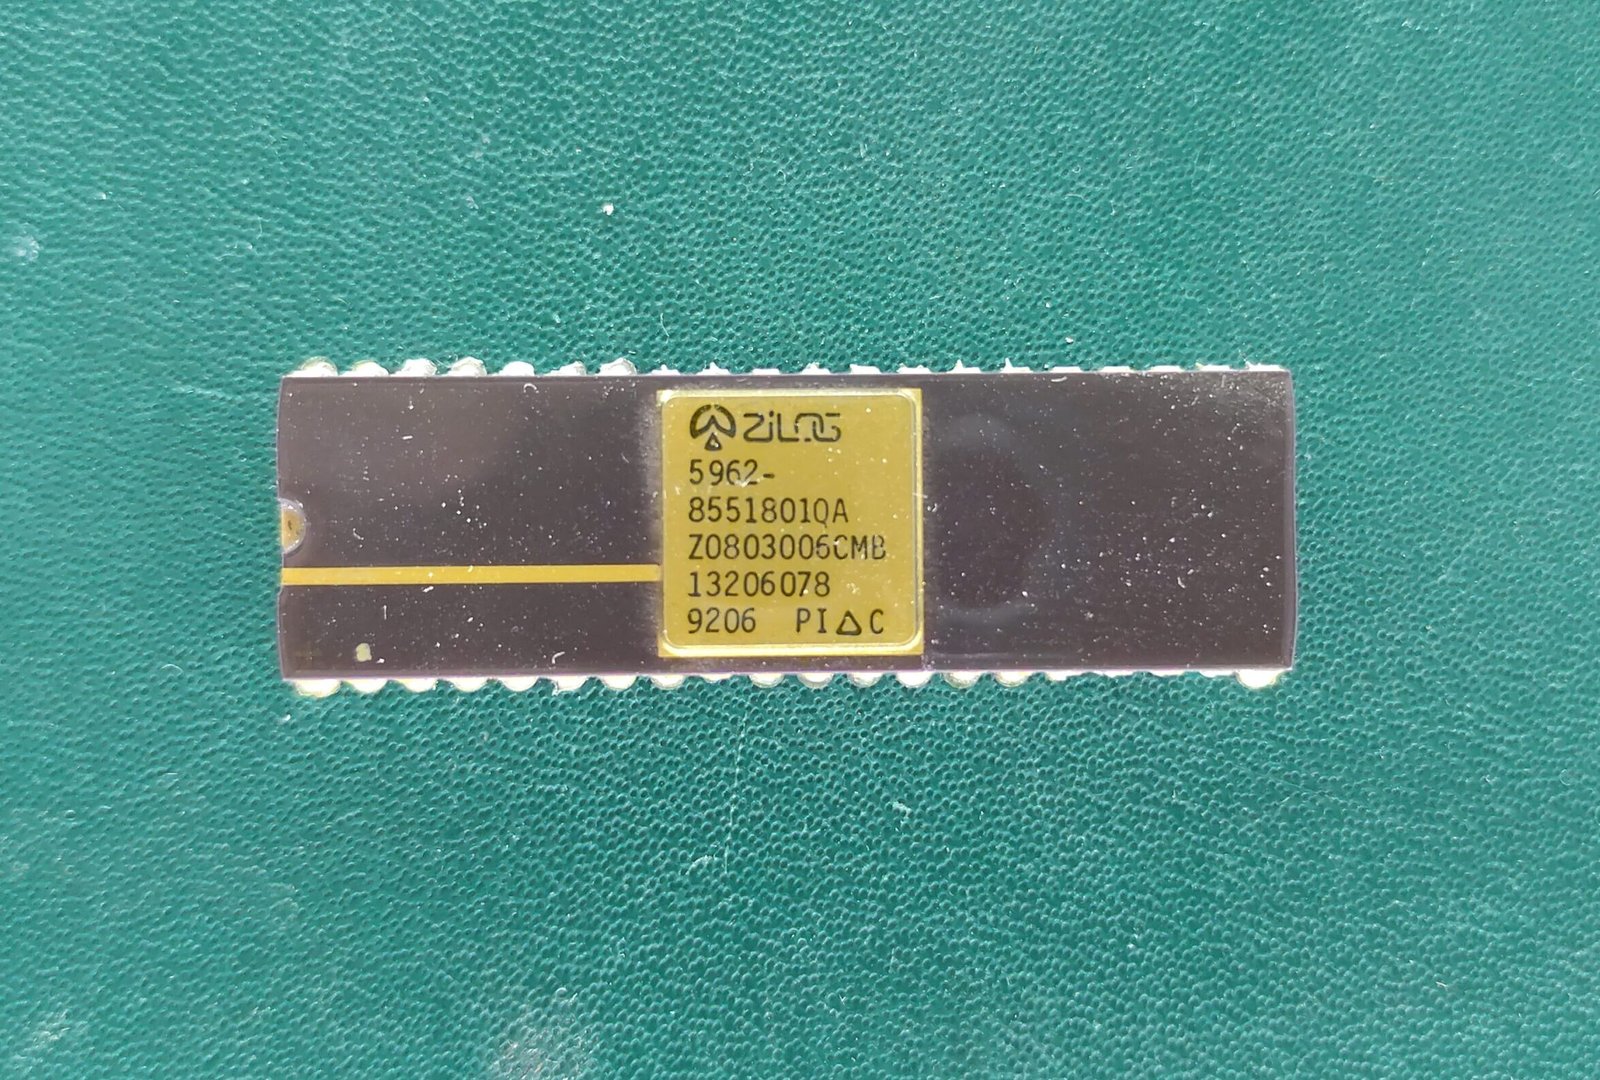 ZiLOG
5962-
8551801QA
Z0803006CMB
13206078
9206 PI△C